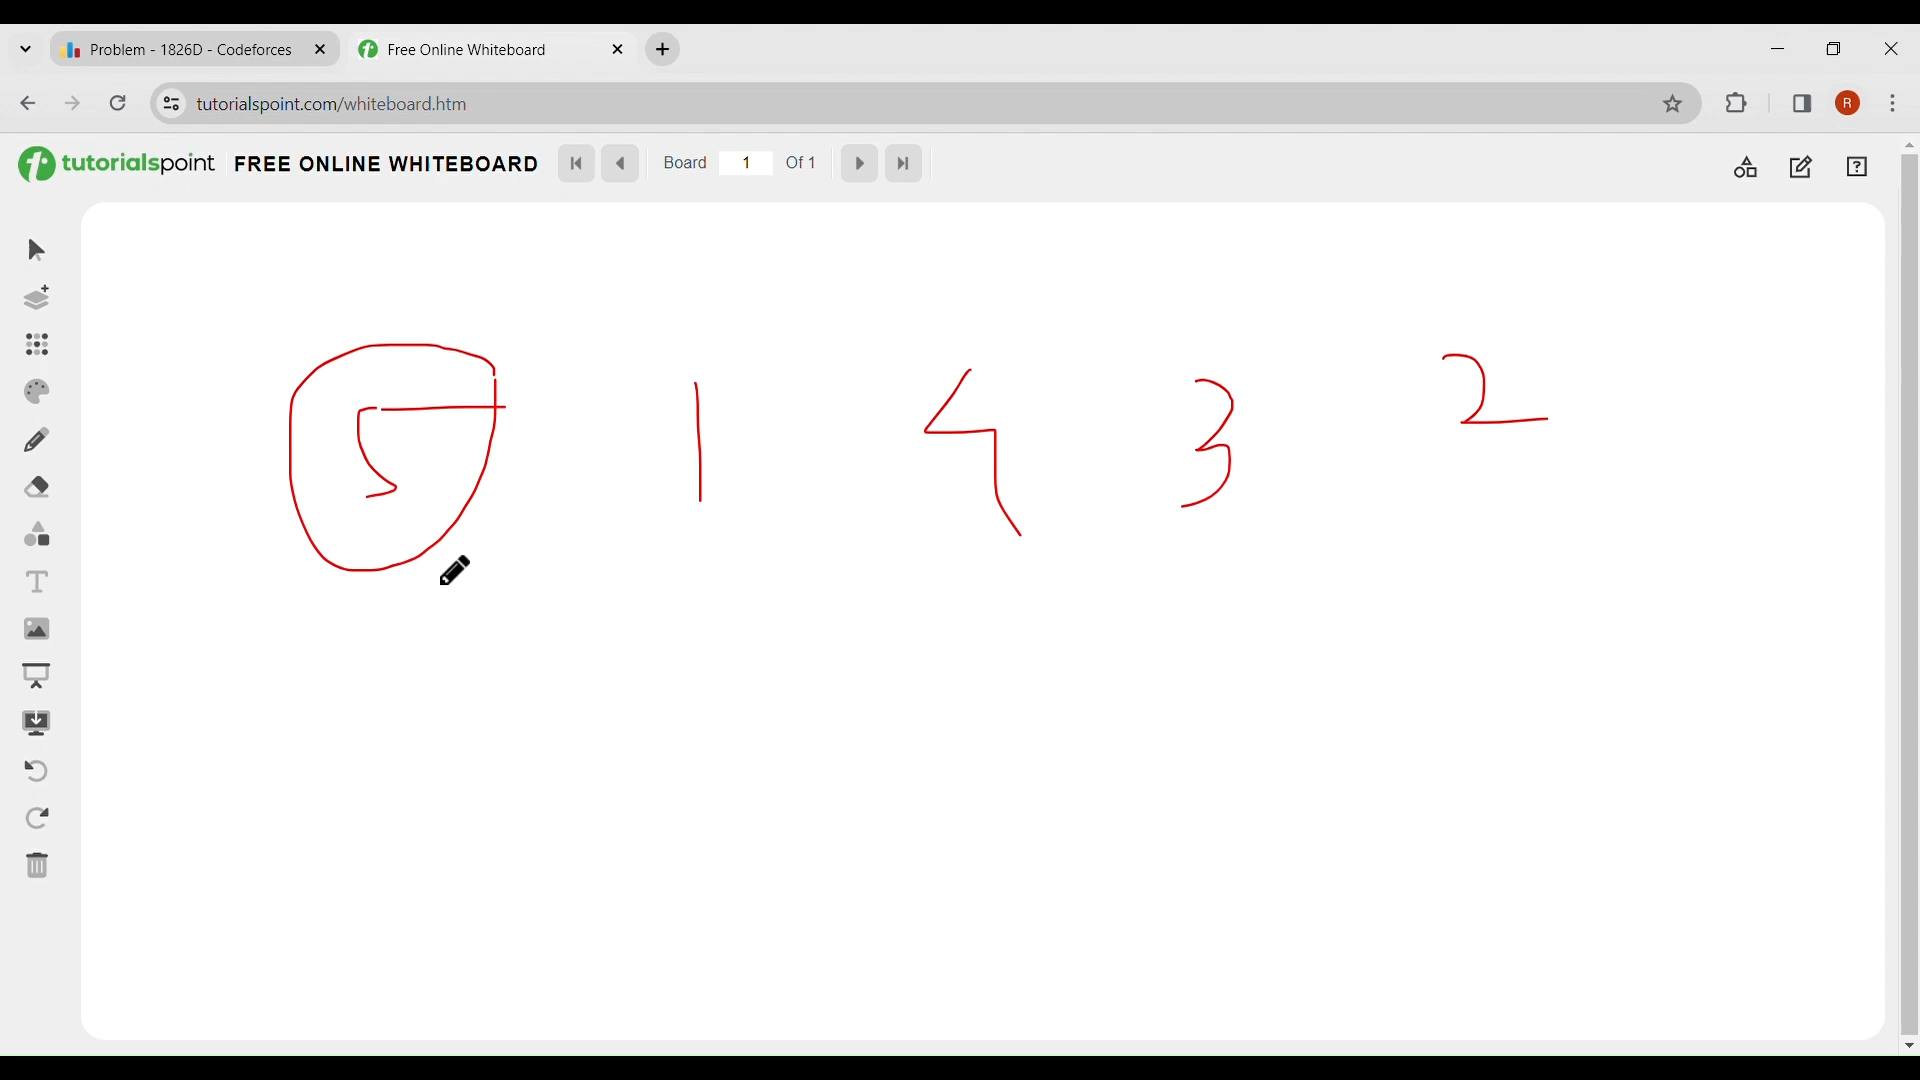 Problem - 1826D - Codeforces
Free Online Whiteboard
tutorialspoint.com/whiteboard.htm
R
tutorialspoint FREE ONLINE WHITEBOARD Board 1 Of 1
5 1 4 3 2